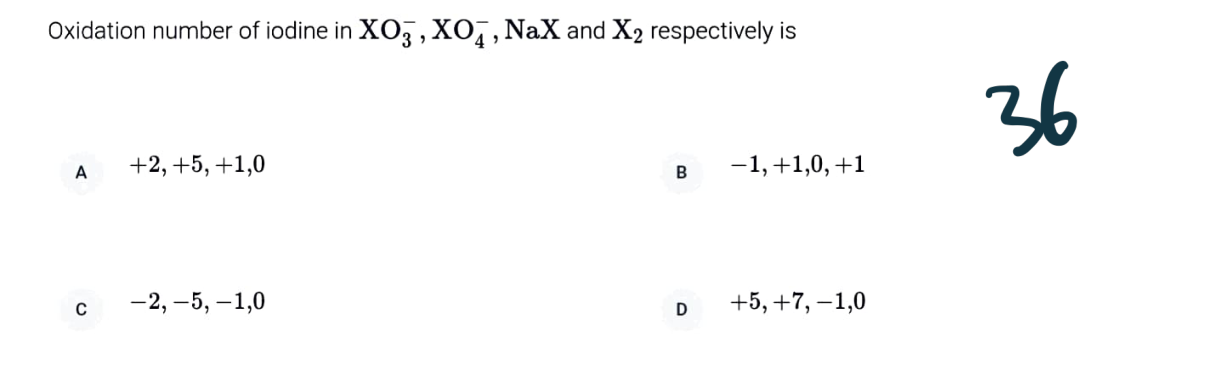 Oxidation number of iodine in XO₃⁻, XO₄⁻, NaX and X₂ respectively is
36
A +2, +5, +1,0
B −1, +1,0, +1
C −2, −5, −1,0
D +5, +7, −1,0